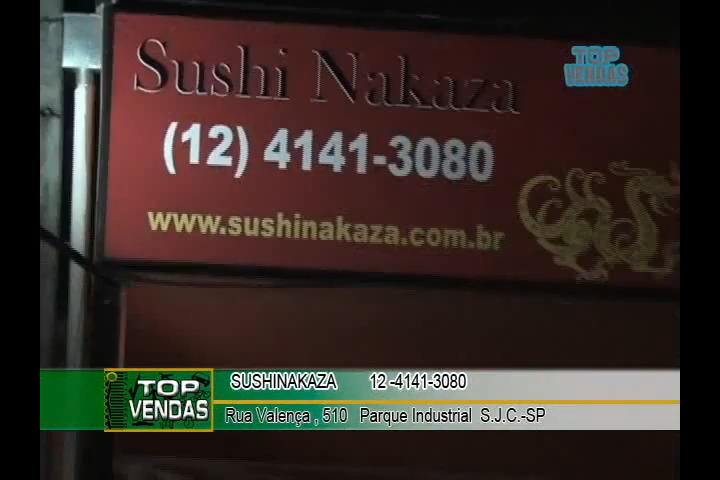 Sushi Nakaza
TOP
VENDAS
(12) 4141-3080
www.sushinakaza.com.br
TOP
VENDAS
SUSHINAKAZA 12 -4141-3080
Rua Valença , 510 Parque Industrial S.J.C.-SP